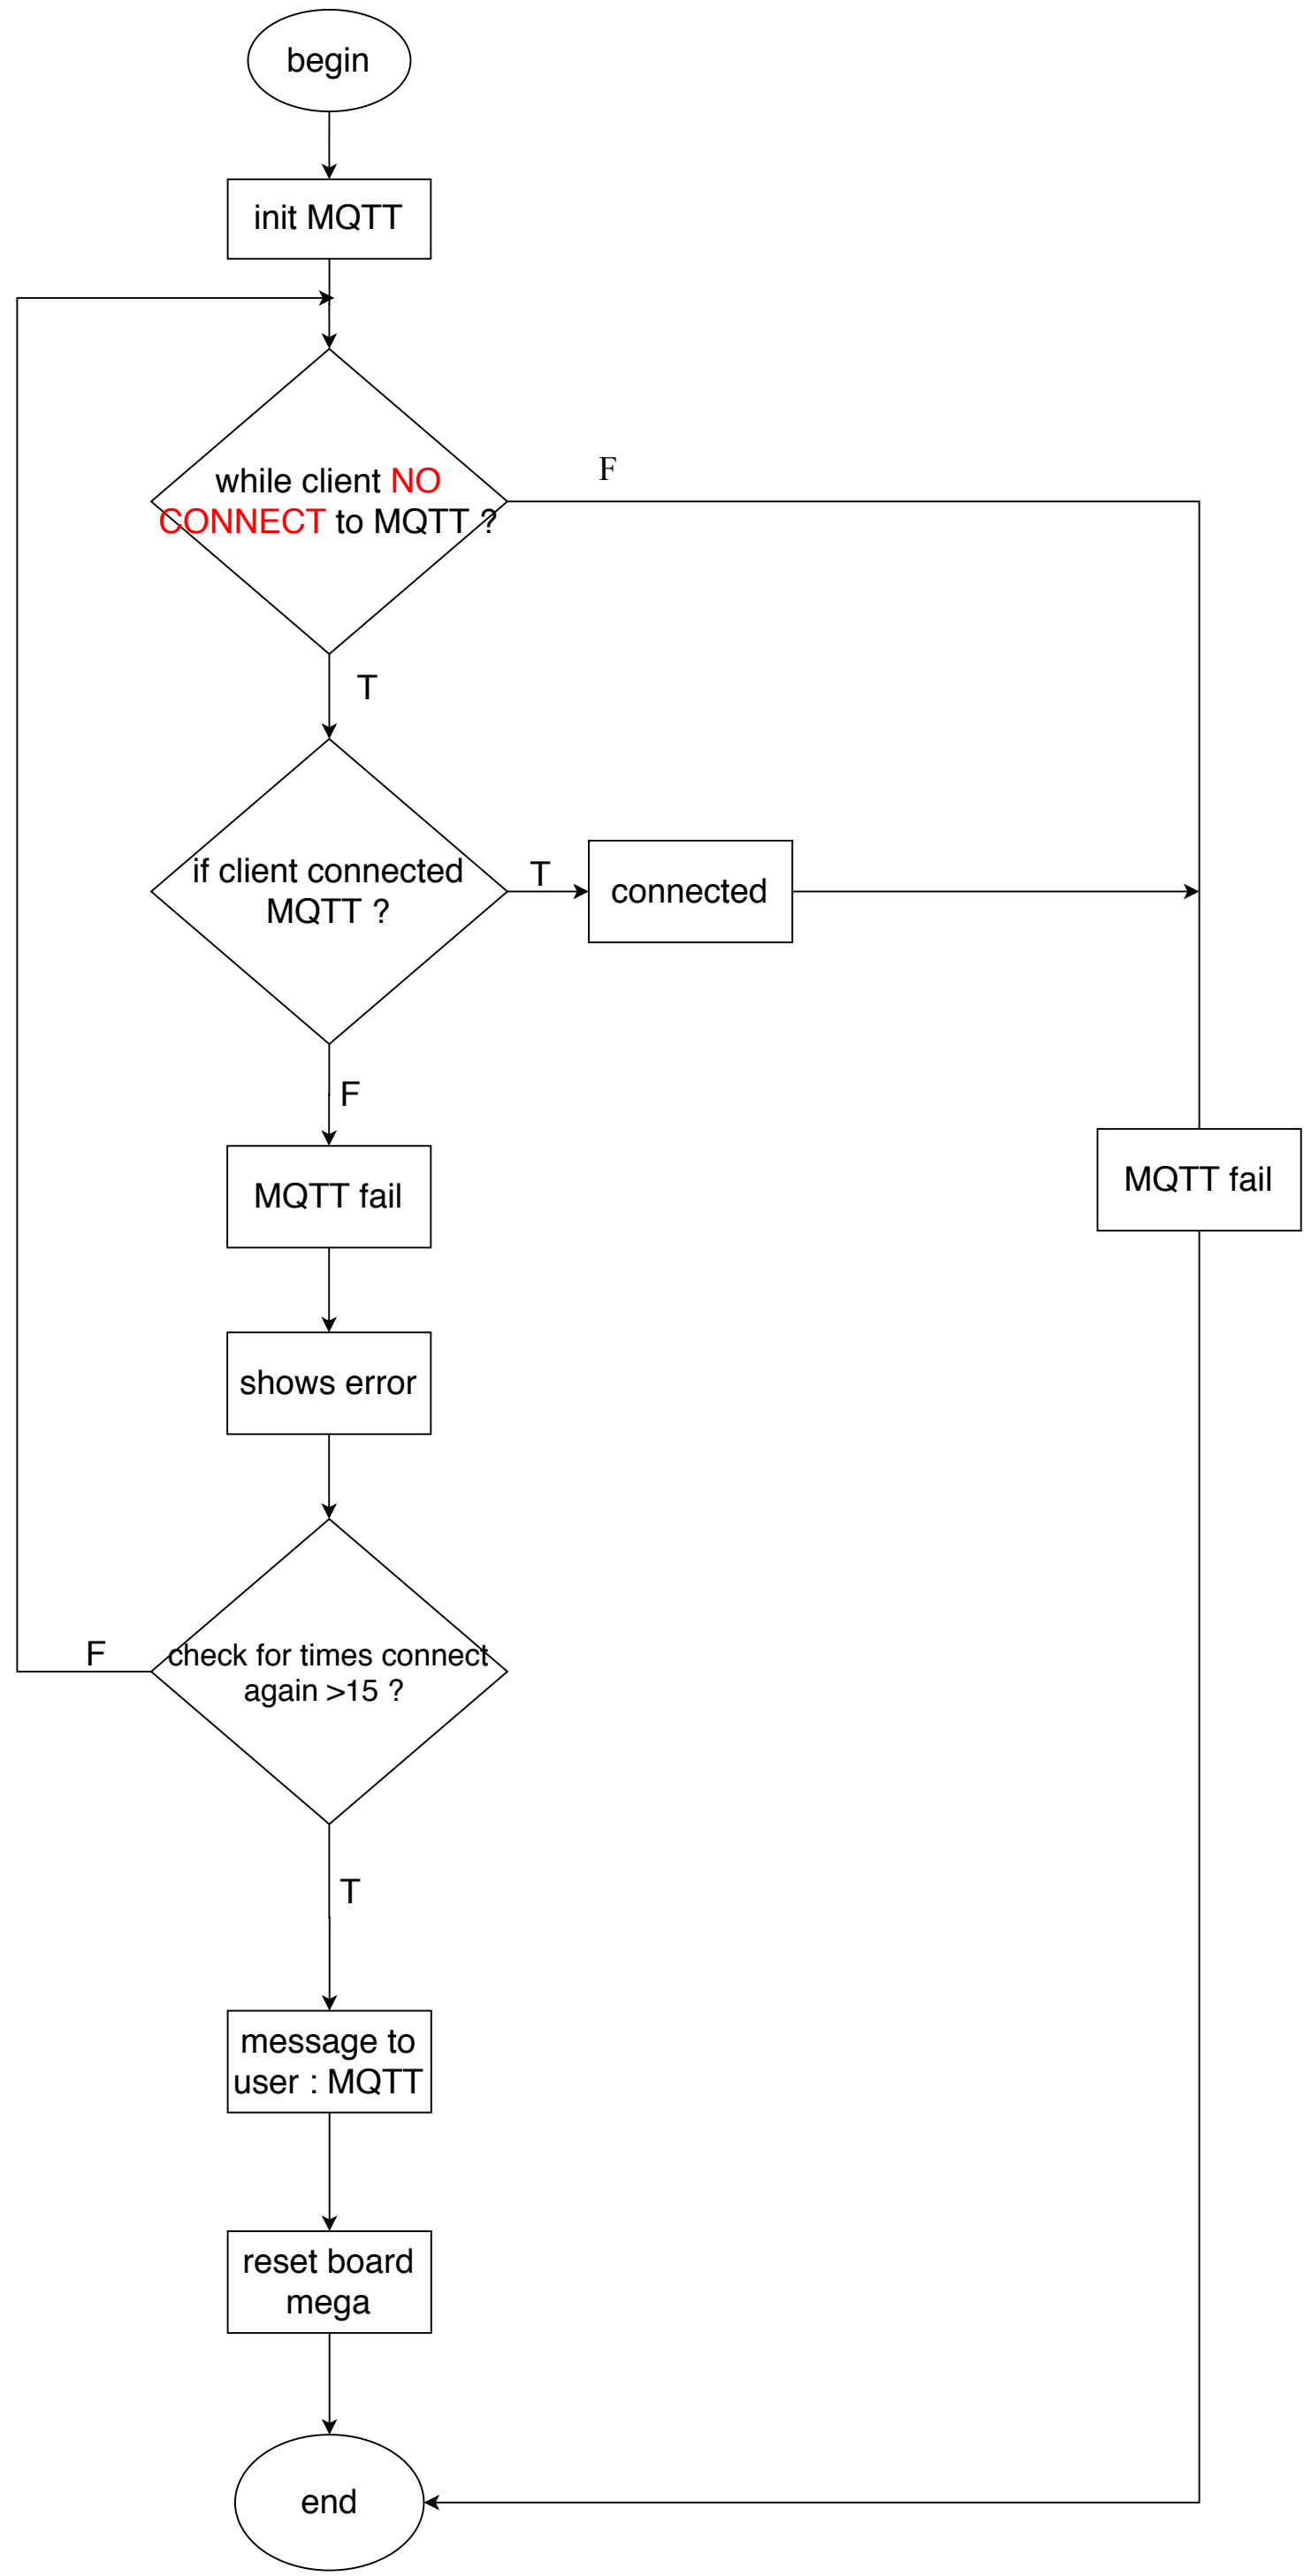 begin
init MQTT
while client NO
CONNECT to MQTT ?
F
T
if client connected
MQTT ?
T
connected
F
MQTT fail
MQTT fail
shows error
check for times connect
again >15 ?
F
T
message to
user : MQTT
reset board
mega
end